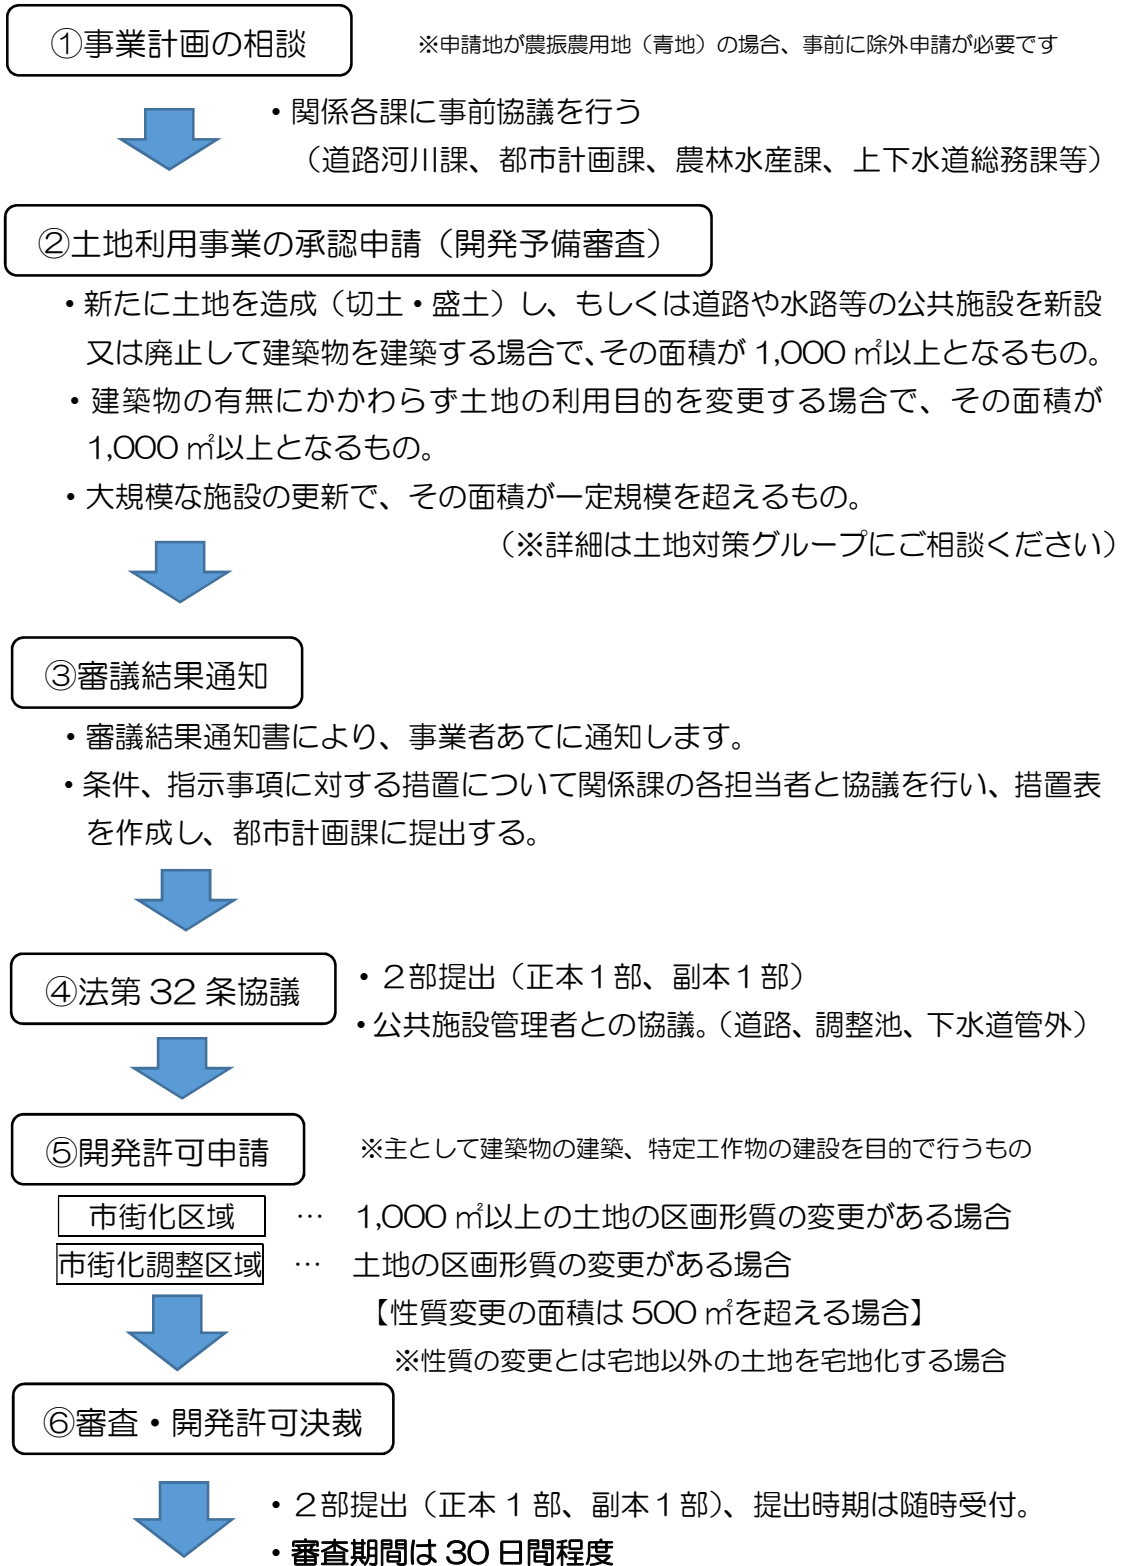 ①事業計画の相談 ※申請地が農振農用地（青地）の場合、事前に除外申請が必要です
・関係各課に事前協議を行う
（道路河川課、都市計画課、農林水産課、上下水道総務課等）
②土地利用事業の承認申請（開発予備審査）
・新たに土地を造成（切土・盛土）し、もしくは道路や水路等の公共施設を新設
又は廃止して建築物を建築する場合で、その面積が 1,000 ㎡以上となるもの。
・建築物の有無にかかわらず土地の利用目的を変更する場合で、その面積が
1,000 ㎡以上となるもの。
・大規模な施設の更新で、その面積が一定規模を超えるもの。
（※詳細は土地対策グループにご相談ください）
③審議結果通知
・審議結果通知書により、事業者あてに通知します。
・条件、指示事項に対する措置について関係課の各担当者と協議を行い、措置表
を作成し、都市計画課に提出する。
④法第 32 条協議
・２部提出（正本１部、副本１部）
・公共施設管理者との協議。（道路、調整池、下水道管外）
⑤開発許可申請 ※主として建築物の建築、特定工作物の建設を目的で行うもの
市街化区域 … 1,000 ㎡以上の土地の区画形質の変更がある場合
市街化調整区域 … 土地の区画形質の変更がある場合
【性質変更の面積は 500 ㎡を超える場合】
※性質の変更とは宅地以外の土地を宅地化する場合
⑥審査・開発許可決裁
・２部提出（正本 1 部、副本１部）、提出時期は随時受付。
・審査期間は 30 日間程度